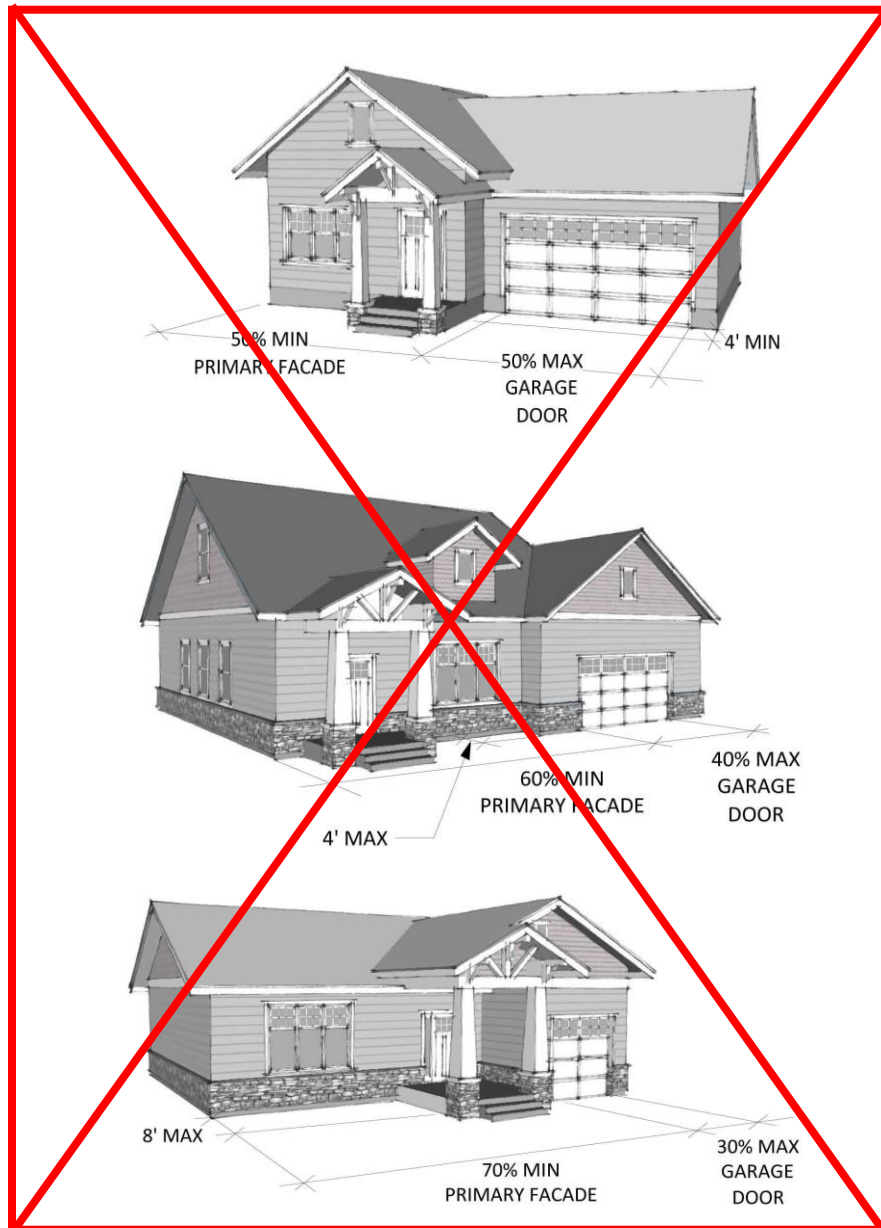 50% MIN
PRIMARY FACADE
50% MAX
GARAGE
DOOR
4' MIN
60% MIN
PRIMARY FACADE
40% MAX
GARAGE
DOOR
4' MAX
8' MAX
70% MIN
PRIMARY FACADE
30% MAX
GARAGE
DOOR